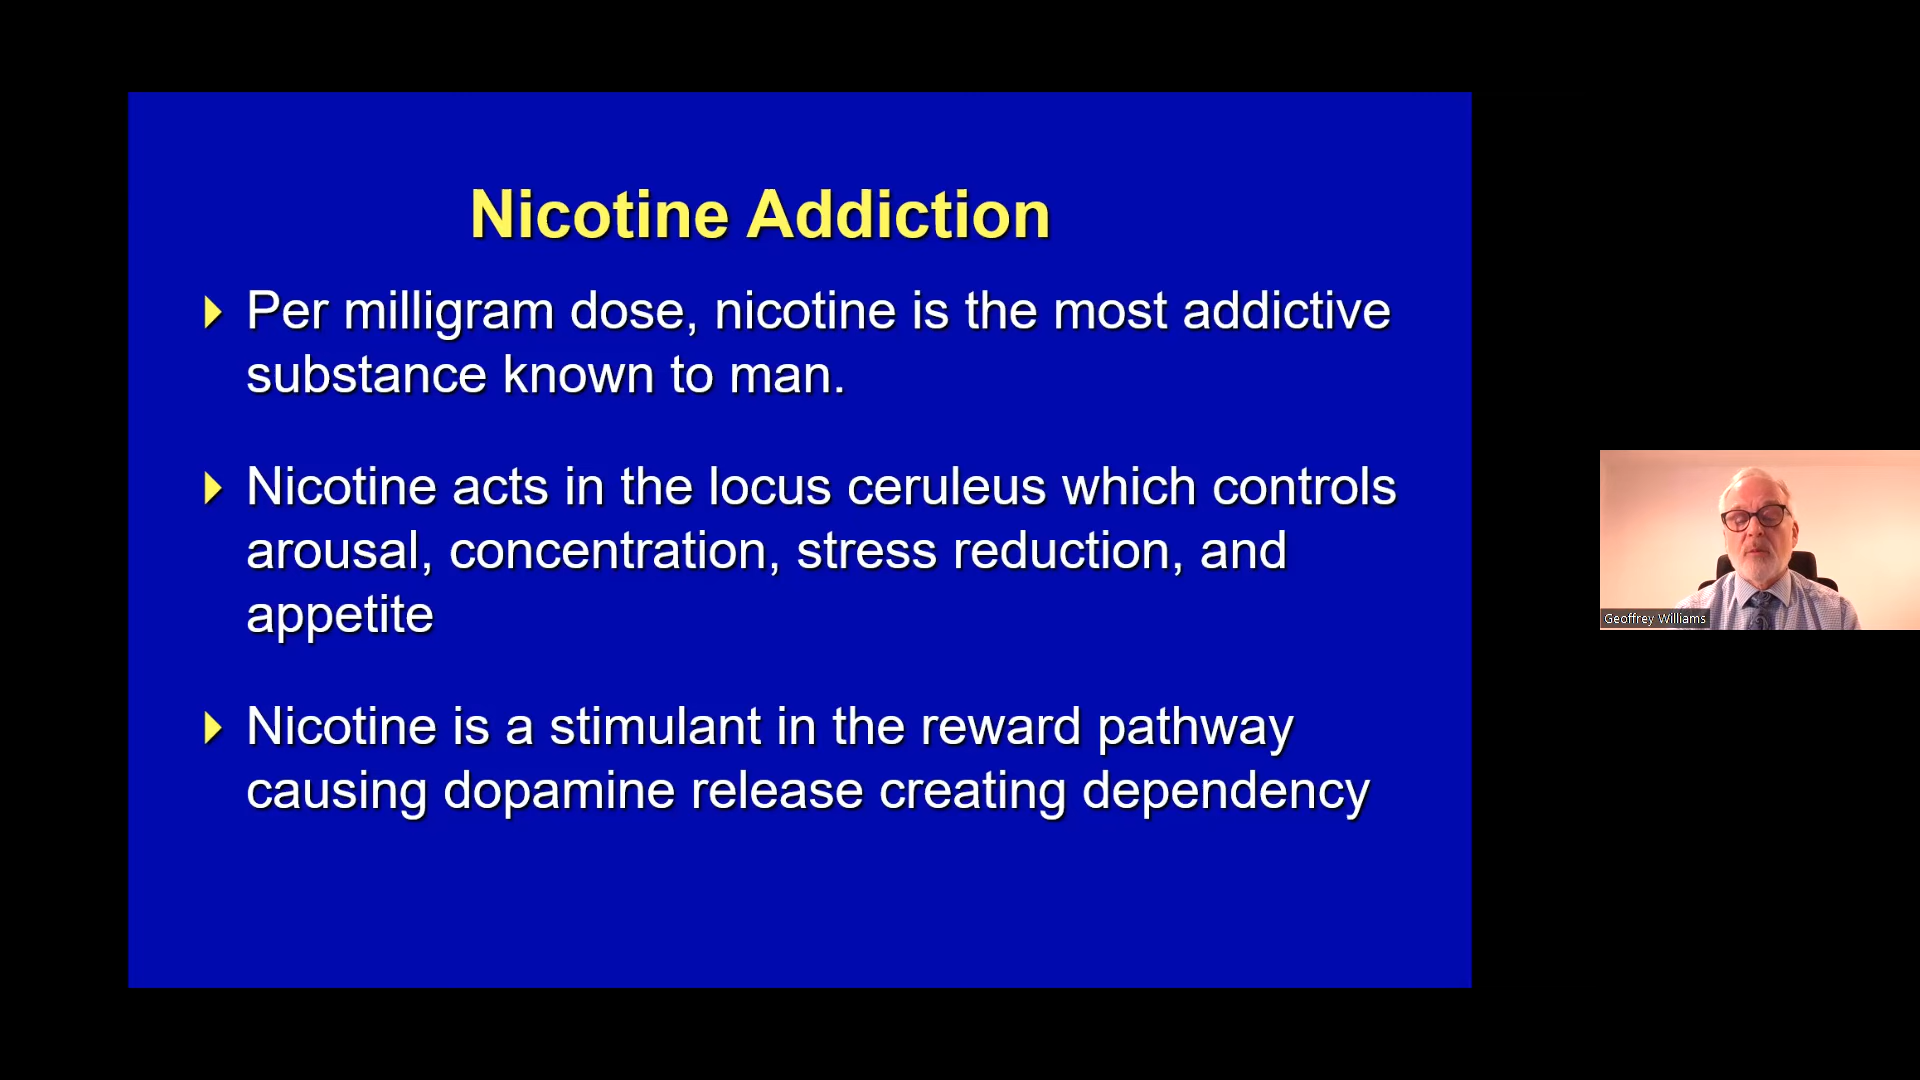 Nicotine Addiction
Per milligram dose, nicotine is the most addictive
substance known to man.
Nicotine acts in the locus ceruleus which controls
arousal, concentration, stress reduction, and
appetite
Nicotine is a stimulant in the reward pathway
causing dopamine release creating dependency
Geoffrey Williams